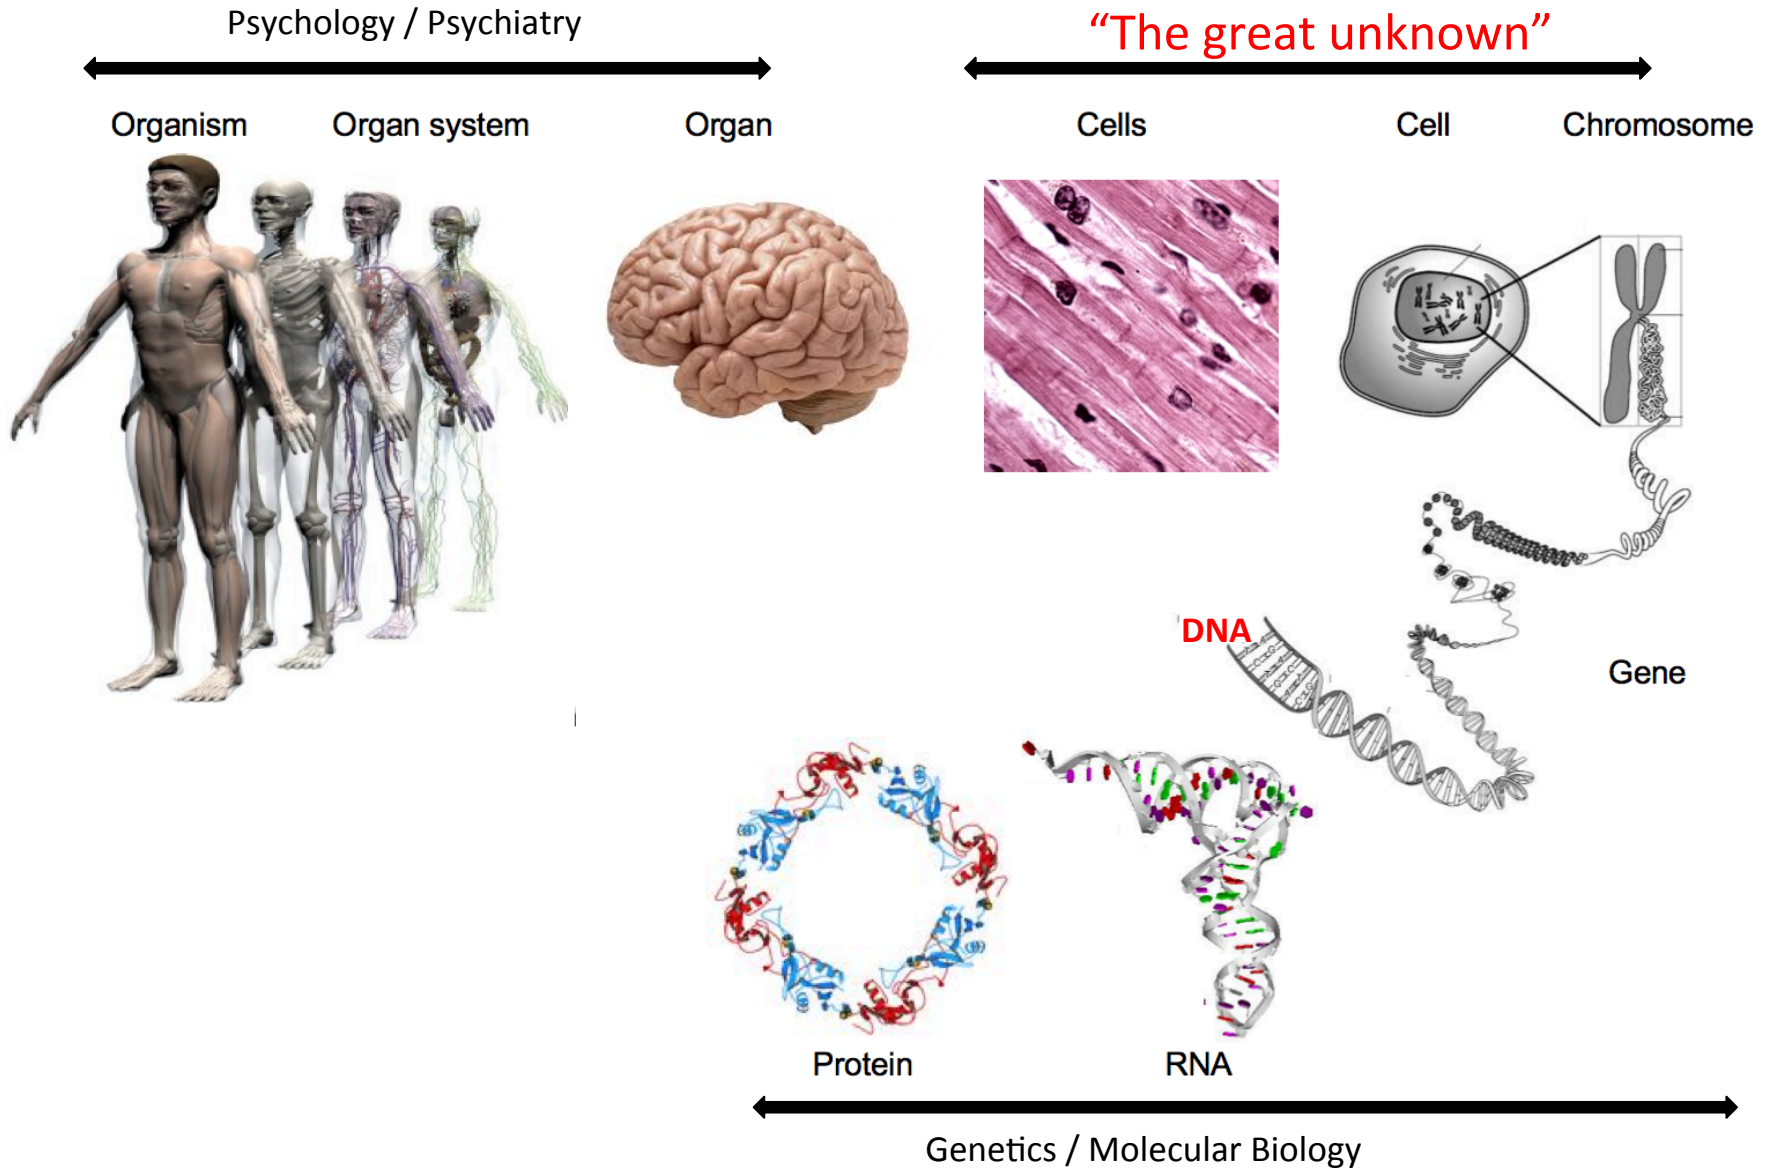 Psychology / Psychiatry
“The great unknown”
Organism
Organ system
Organ
Cells
Cell
Chromosome
DNA
Gene
Protein
RNA
Genetics / Molecular Biology